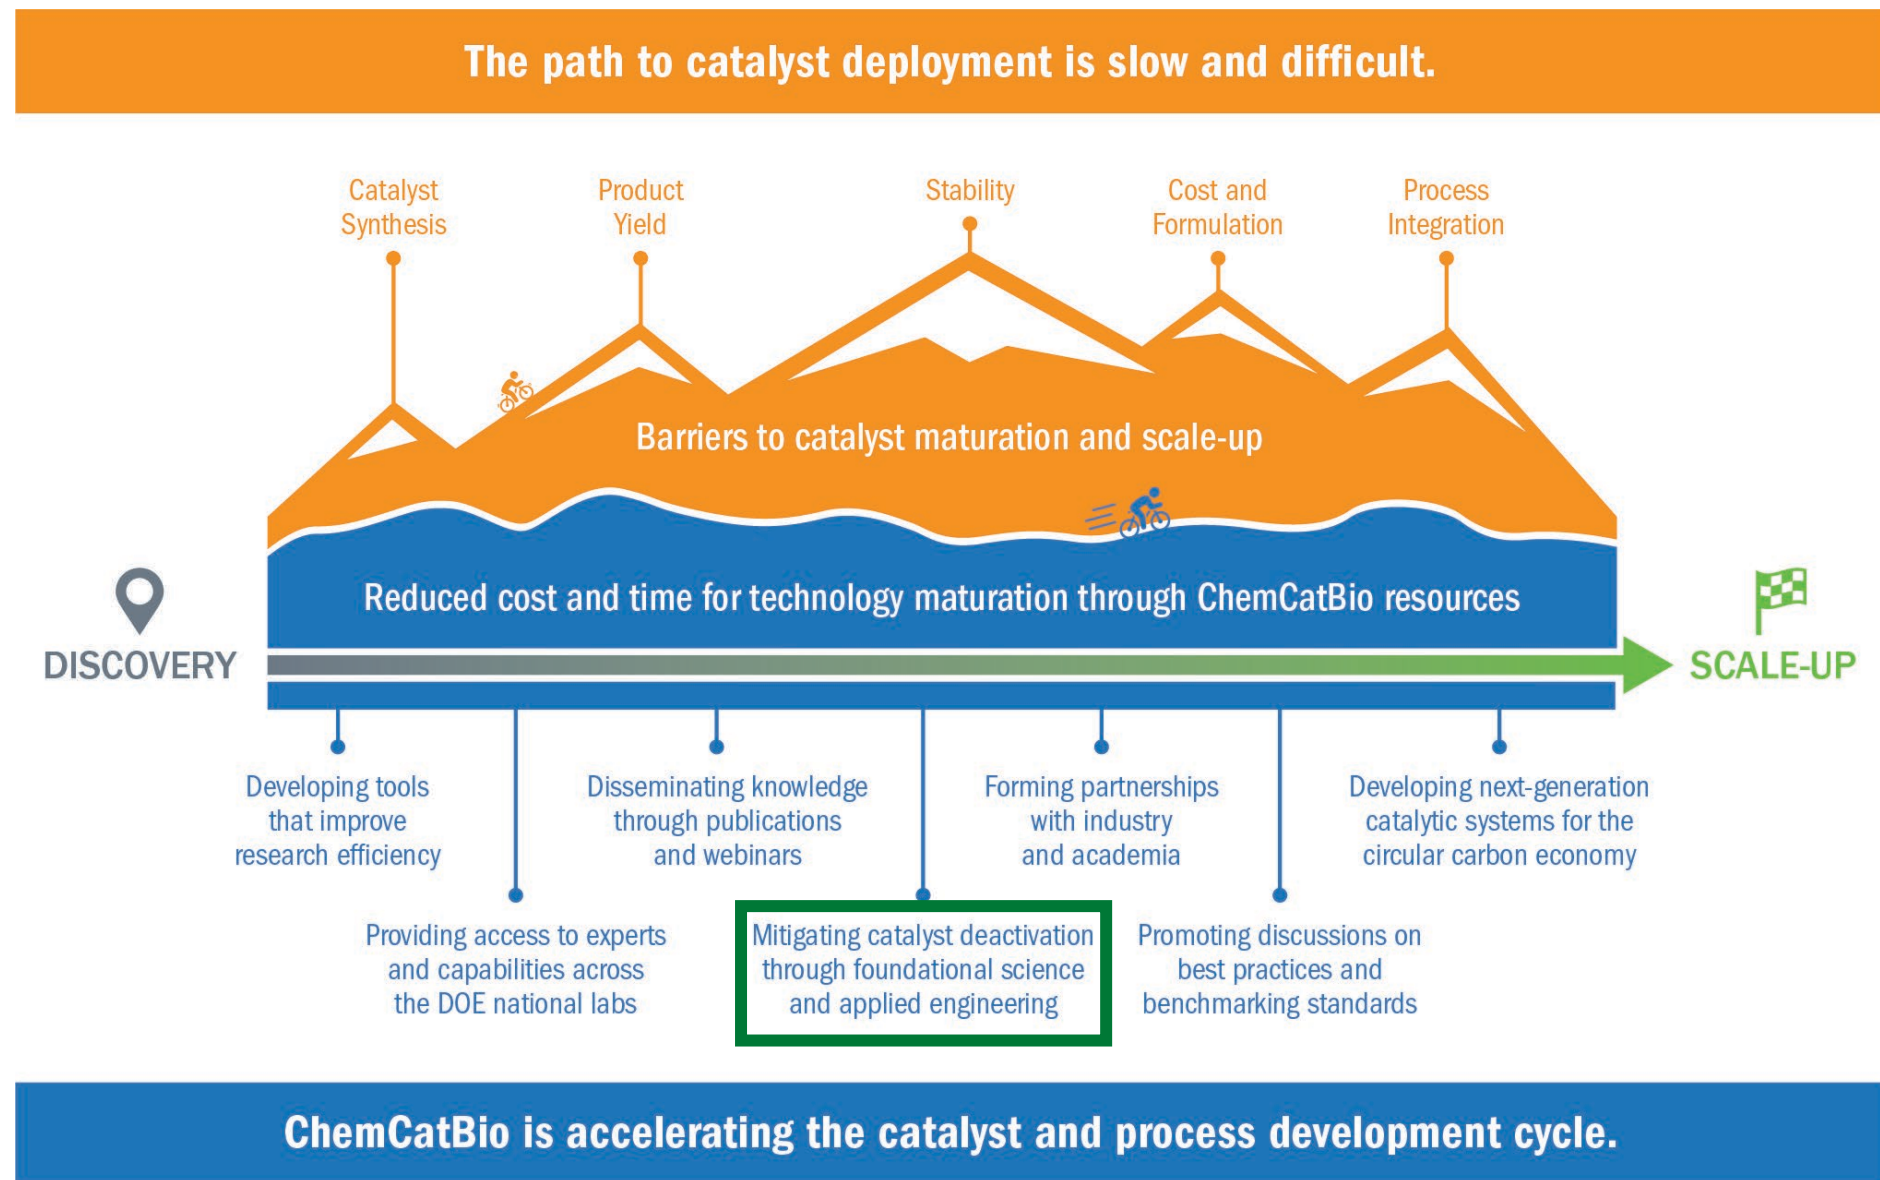 The path to catalyst deployment is slow and difficult.
Catalyst
Synthesis
Product
Yield
Stability
Cost and
Formulation
Process
Integration
Barriers to catalyst maturation and scale-up
Reduced cost and time for technology maturation through ChemCatBio resources
DISCOVERY
SCALE-UP
Developing tools
that improve
research efficiency
Disseminating knowledge
through publications
and webinars
Forming partnerships
with industry
and academia
Developing next-generation
catalytic systems for the
circular carbon economy
Providing access to experts
and capabilities across
the DOE national labs
Mitigating catalyst deactivation
through foundational science
and applied engineering
Promoting discussions on
best practices and
benchmarking standards
ChemCatBio is accelerating the catalyst and process development cycle.